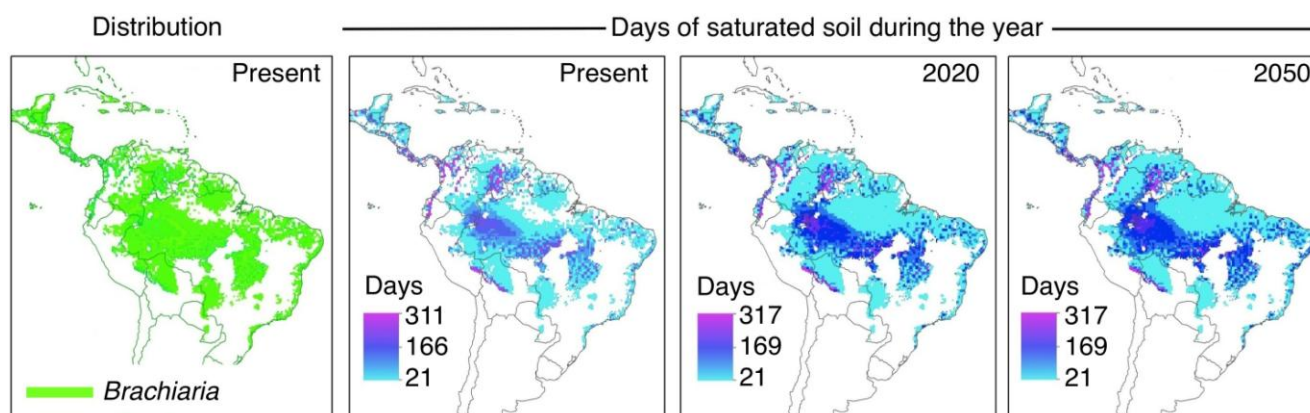 Distribution
Days of saturated soil during the year
Present
Brachiaria
Present
Days
311
166
21
2020
Days
317
169
21
2050
Days
317
169
21